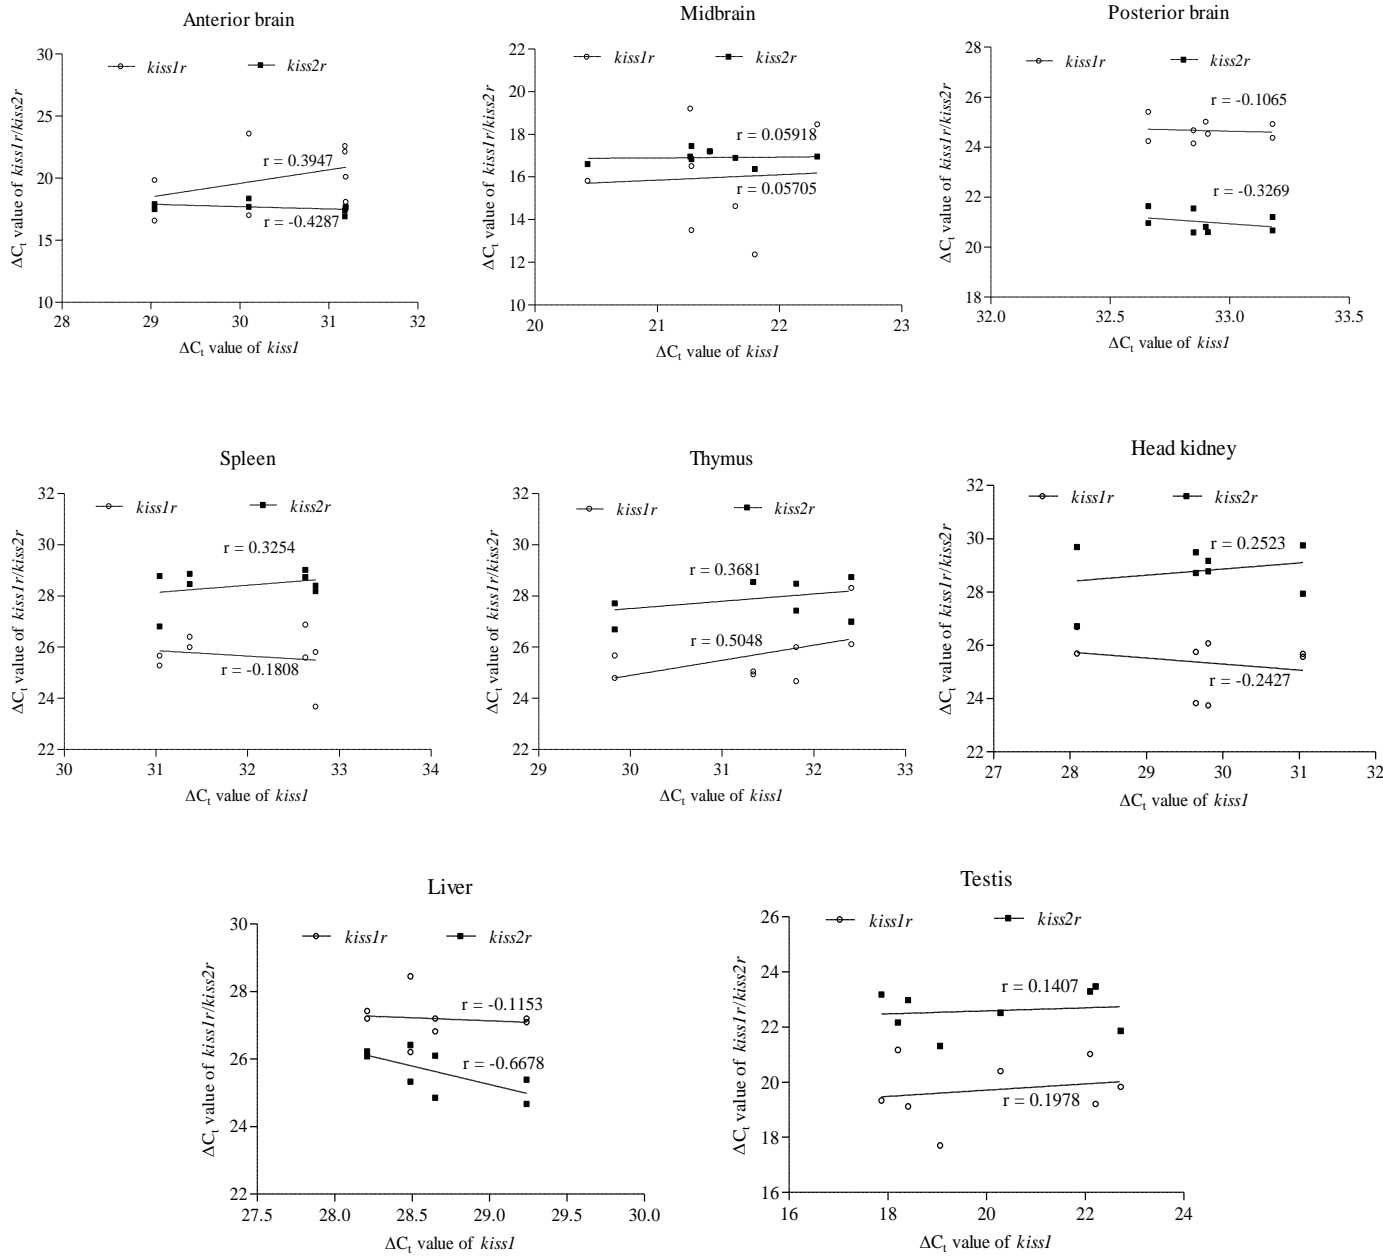 Anterior brain
kiss1r kiss2r
30
25
20
15
10
r = 0.3947
r = -0.4287
28 29 30 31 32
ΔCt value of kiss1
ΔCt value of kiss1r/kiss2r
Midbrain
kiss1r kiss2r
22
20
18
16
14
12
10
r = 0.05918
r = 0.05705
20 21 22 23
ΔCt value of kiss1
ΔCt value of kiss1r/kiss2r
Posterior brain
kiss1r kiss2r
28
26
24
22
20
18
r = -0.1065
r = -0.3269
32.0 32.5 33.0 33.5
ΔCt value of kiss1
ΔCt value of kiss1r/kiss2r
Spleen
kiss1r kiss2r
32
30
28
26
24
22
r = 0.3254
r = -0.1808
30 31 32 33 34
ΔCt value of kiss1
ΔCt value of kiss1r/kiss2r
Thymus
kiss1r kiss2r
32
30
28
26
24
22
r = 0.3681
r = 0.5048
29 30 31 32 33
ΔCt value of kiss1
ΔCt value of kiss1r/kiss2r
Head kidney
kiss1r kiss2r
32
30
28
26
24
22
r = 0.2523
r = -0.2427
27 28 29 30 31 32
ΔCt value of kiss1
ΔCt value of kiss1r/kiss2r
Liver
kiss1r kiss2r
30
28
26
24
22
r = -0.1153
r = -0.6678
27.5 28.0 28.5 29.0 29.5 30.0
ΔCt value of kiss1
ΔCt value of kiss1r/kiss2r
Testis
kiss1r kiss2r
26
24
22
20
18
16
r = 0.1407
r = 0.1978
16 18 20 22 24
ΔCt value of kiss1
ΔCt value of kiss1r/kiss2r